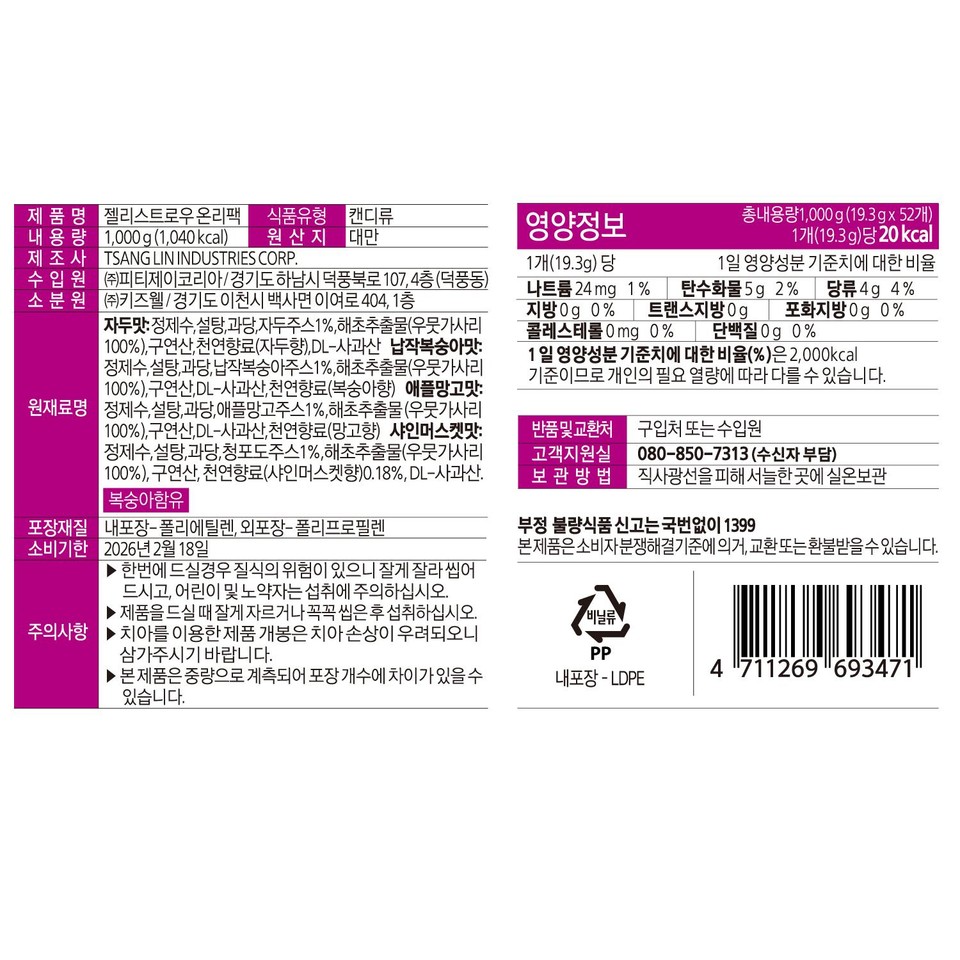 제품명 젤리스트로우 온리팩 식품유형 캔디류
내용량 1,000g (1,040 kcal) 원산지 대만
제조사 TSANG LIN INDUSTRIES CORP.
수입원 ㈜피티제이코리아 / 경기도 하남시 덕풍북로 107, 4층 (덕풍동)
소분원 ㈜키즈웰 / 경기도 이천시 백사면 이여로 404, 1층
원재료명
자두맛:정제수,설탕,과당,자두주스1%,해초추출물(우뭇가사리
100%),구연산,천연향료(자두향),DL-사과산 납작복숭아맛:
정제수,설탕,과당,납작복숭아주스1%,해초추출물(우뭇가사리
100%),구연산,DL-사과산,천연향료(복숭아향) 애플망고맛:
정제수,설탕,과당,애플망고주스1%,해초추출물(우뭇가사리
100%),구연산,DL-사과산,천연향료(망고향) 샤인머스켓맛:
정제수,설탕,과당,청포도주스1%,해초추출물(우뭇가사리
100%), 구연산, 천연향료(샤인머스켓향)0.18%, DL-사과산.
복숭아함유
포장재질 내포장- 폴리에틸렌, 외포장- 폴리프로필렌
소비기한 2026년 2월 18일
주의사항
▶ 한번에 드실경우 질식의 위험이 있으니 잘게 잘라 씹어
드시고, 어린이 및 노약자는 섭취에 주의하십시오.
▶ 제품을 드실 때 잘게 자르거나 꼭꼭 씹은 후 섭취하십시오.
▶ 치아를 이용한 제품 개봉은 치아 손상이 우려되오니
삼가주시기 바랍니다.
▶ 본 제품은 중량으로 계측되어 포장 개수에 차이가 있을 수
있습니다.
영양정보
총 내용량 1,000 g (19.3 g x 52개)
1개(19.3 g)당 20 kcal
1개(19.3g) 당 1일 영양성분 기준치에 대한 비율
나트륨 24 mg 1 % 탄수화물 5 g 2 % 당류 4 g 4 %
지방 0 g 0 % 트랜스지방 0 g 포화지방 0 g 0 %
콜레스테롤 0 mg 0 % 단백질 0 g 0 %
1일 영양성분 기준치에 대한 비율(%)은 2,000kcal
기준이므로 개인의 필요 열량에 따라 다를 수 있습니다.
반품 및 교환처 구입처 또는 수입원
고객지원실 080-850-7313 (수신자 부담)
보관방법 직사광선을 피해 서늘한 곳에 실온보관
부정 불량식품 신고는 국번없이 1399
본 제품은 소비자 분쟁해결 기준에 의거, 교환 또는 환불받을 수 있습니다.
비닐류
PP
내포장 - LDPE
4 711269 693471